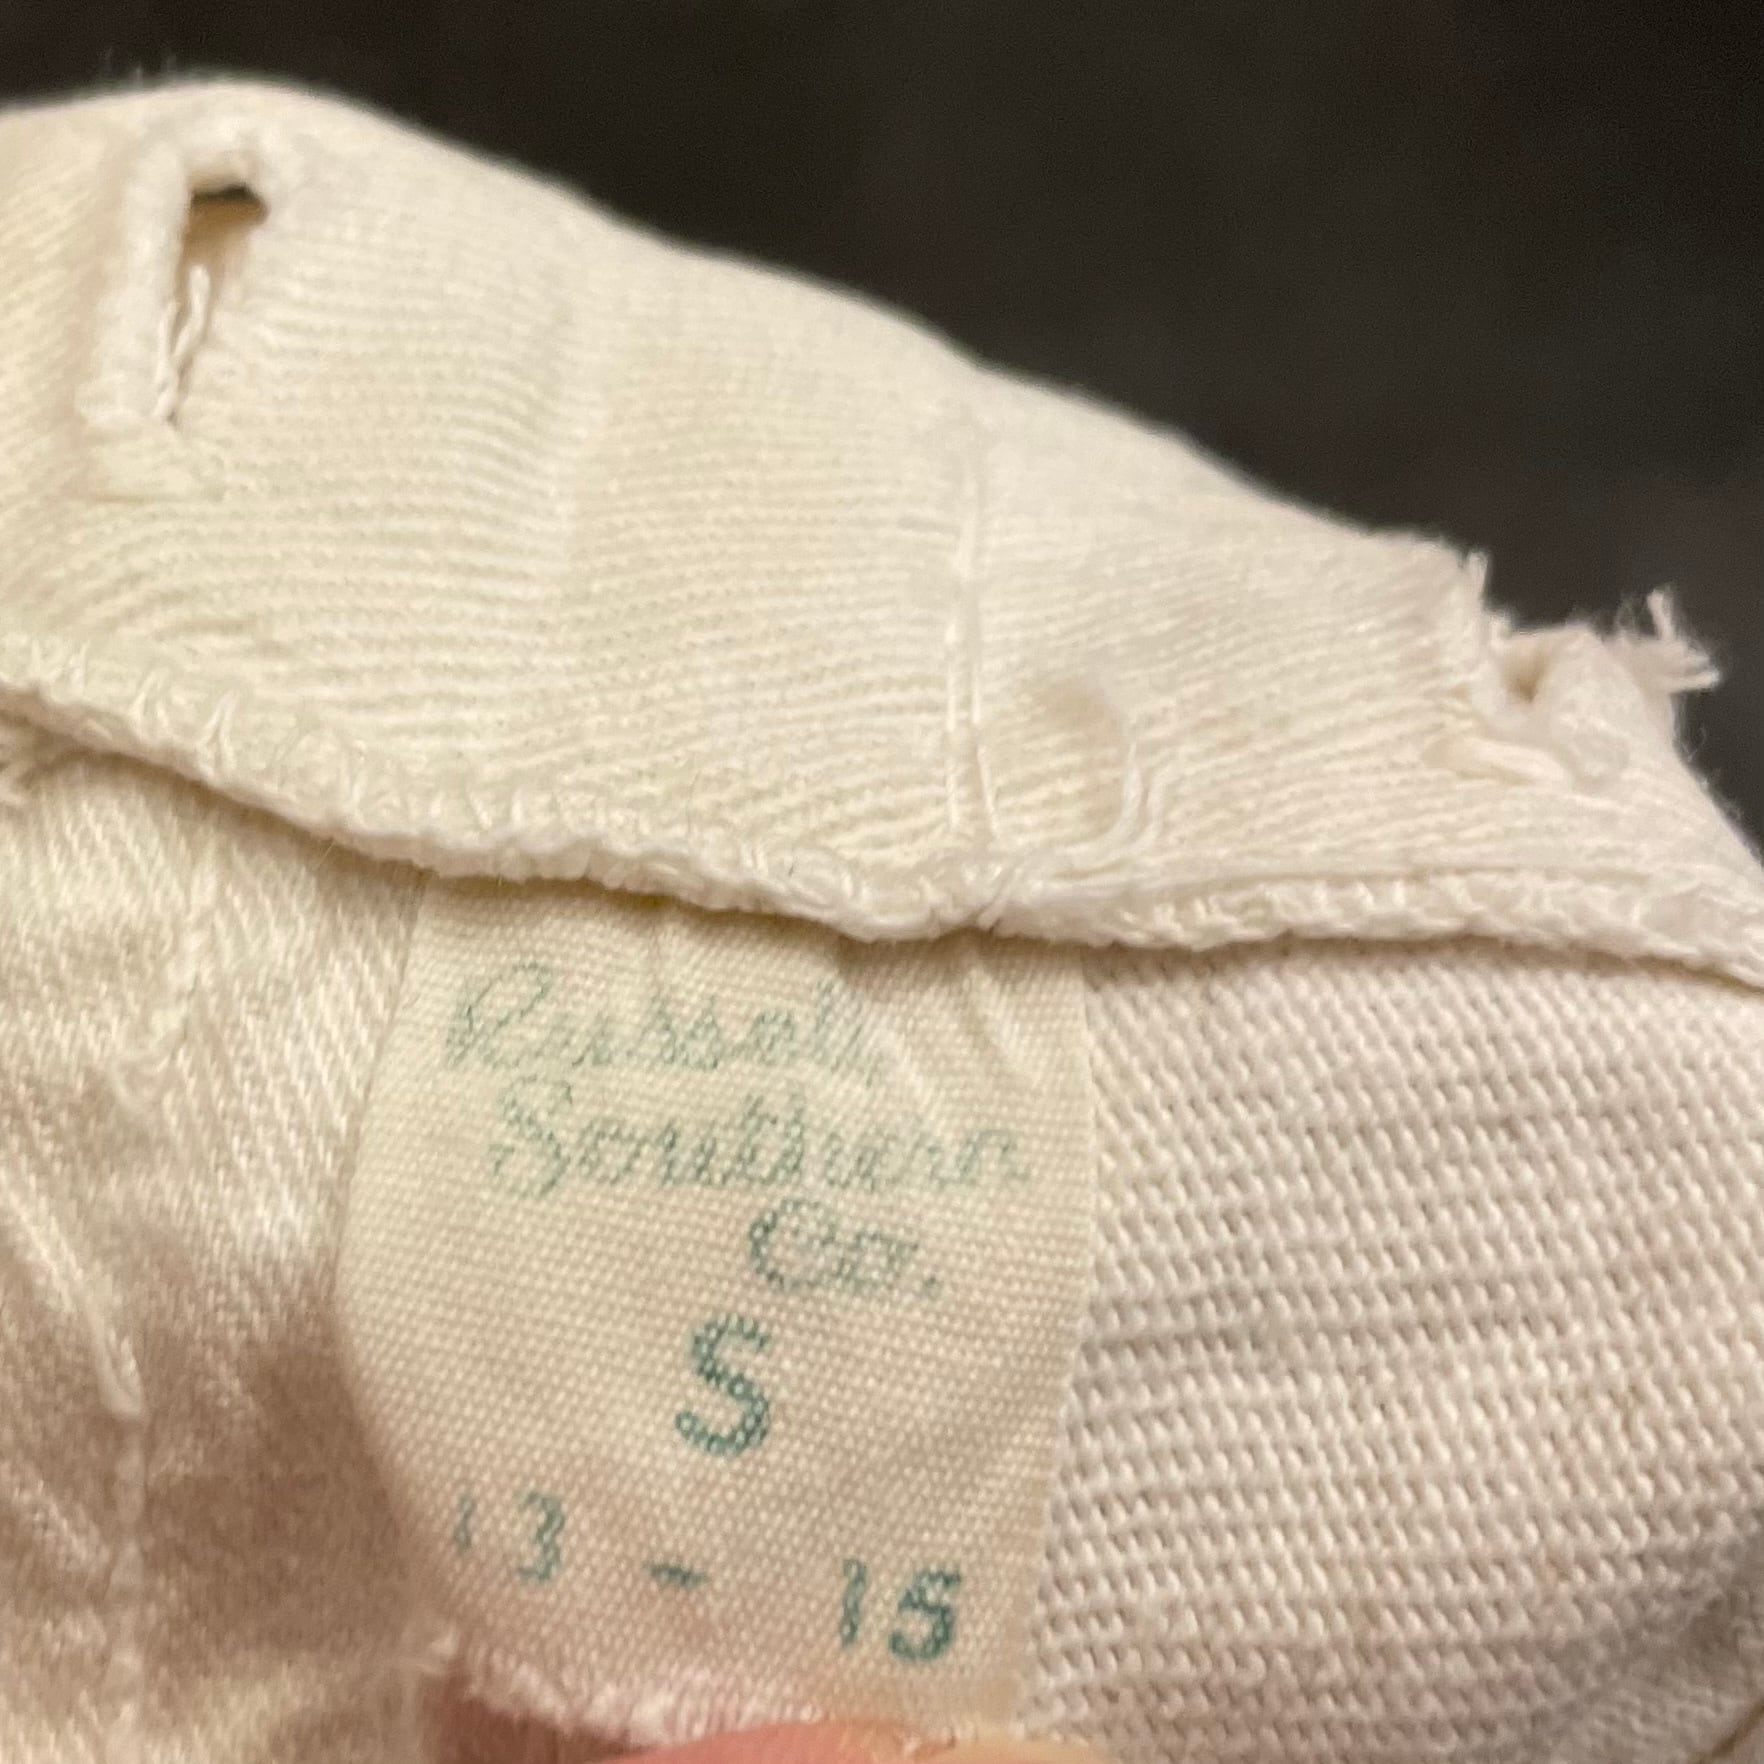 Russell
Southern
Co.
S
13 - 15